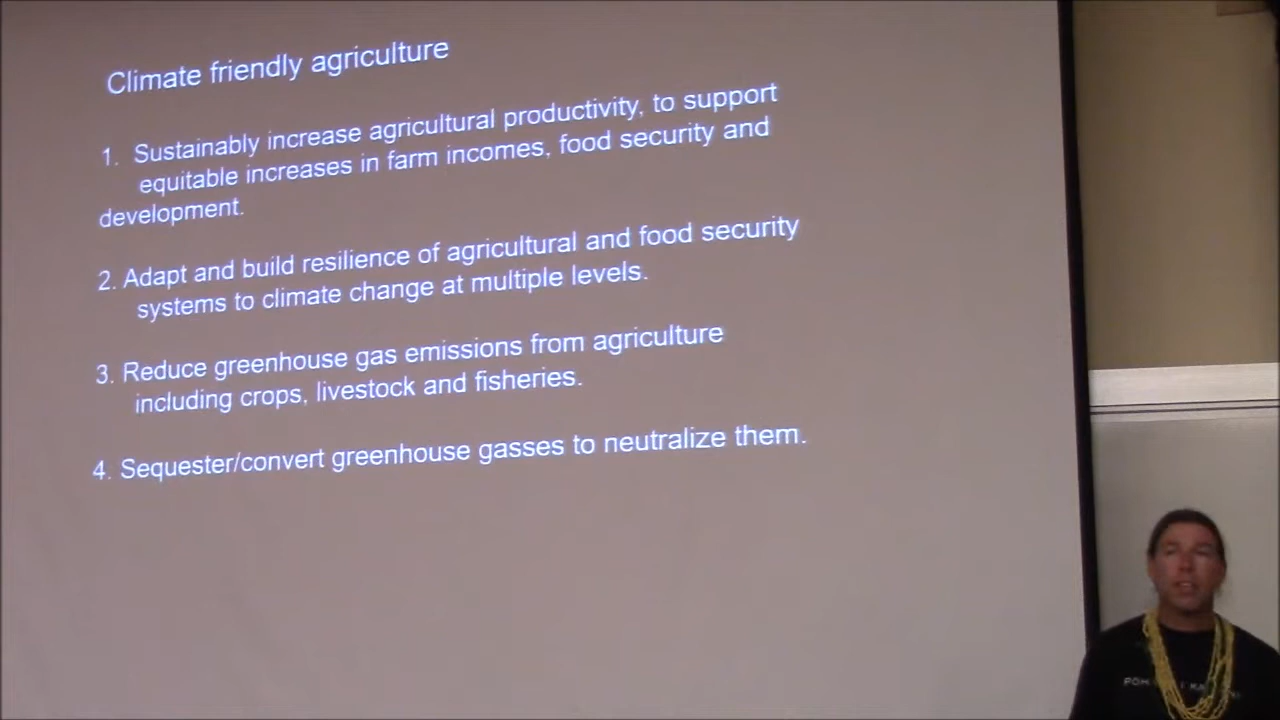 Climate friendly agriculture
1. Sustainably increase agricultural productivity, to support
equitable increases in farm incomes, food security and
development.
2. Adapt and build resilience of agricultural and food security
systems to climate change at multiple levels.
3. Reduce greenhouse gas emissions from agriculture
including crops, livestock and fisheries.
4. Sequester/convert greenhouse gasses to neutralize them.